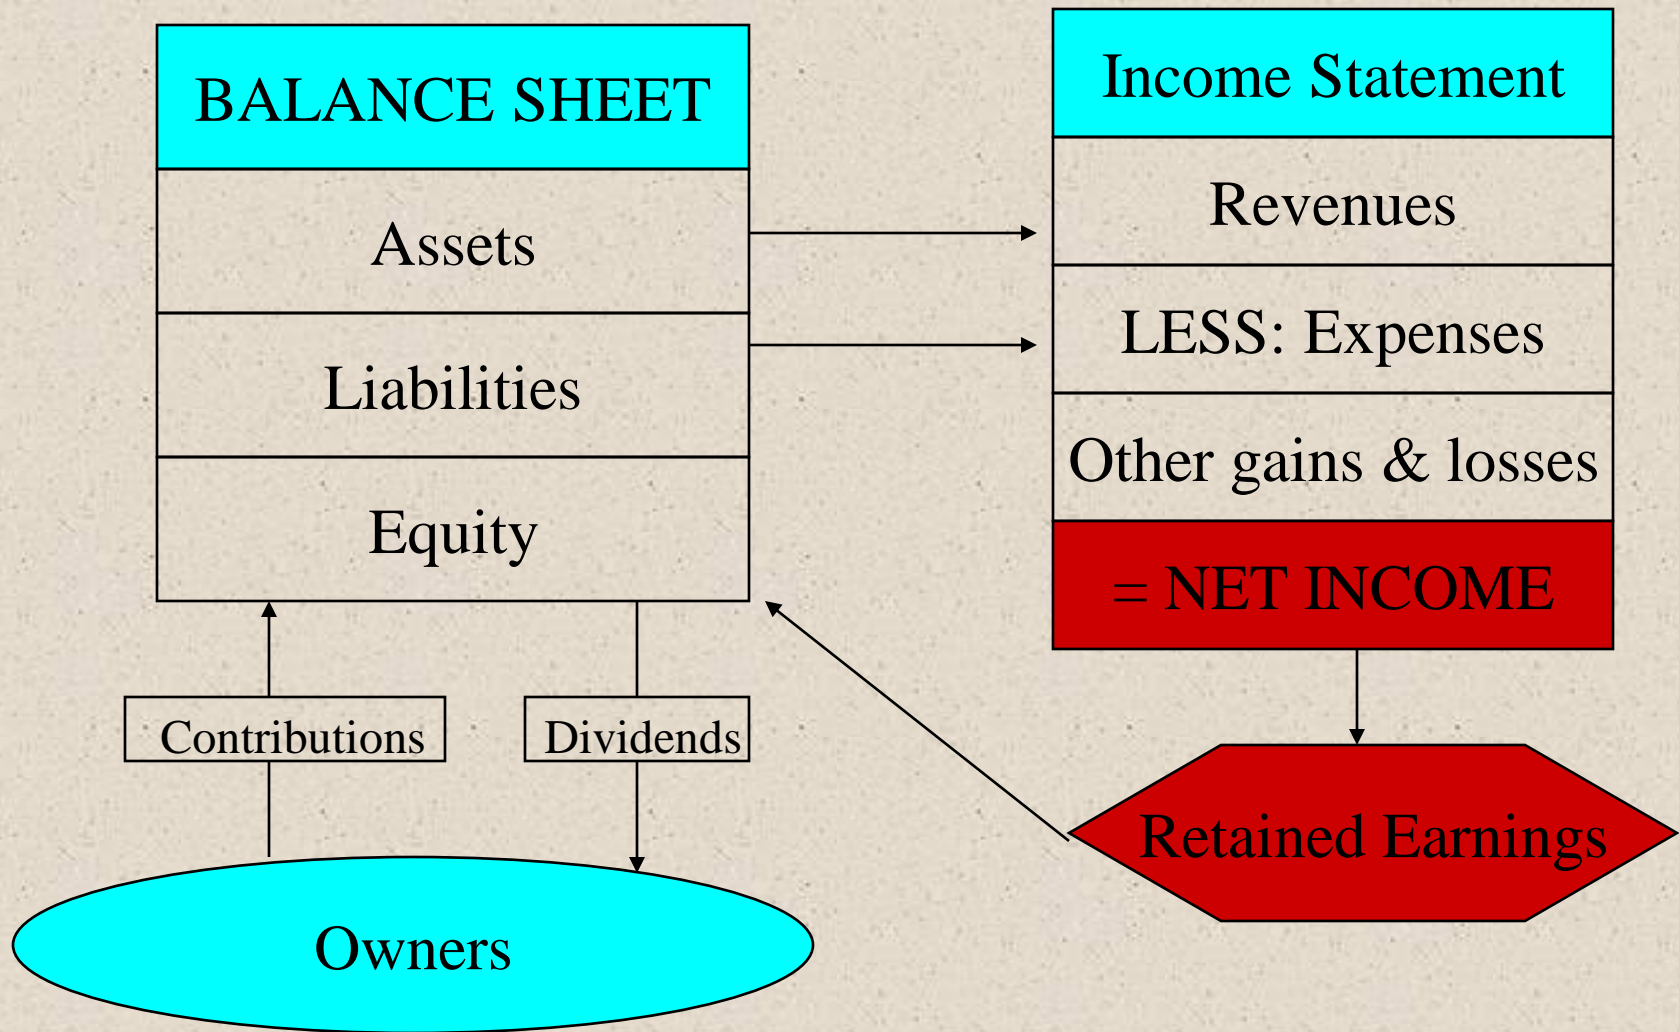 BALANCE SHEET
Assets
Liabilities
Equity
Contributions
Dividends
Owners
Income Statement
Revenues
LESS: Expenses
Other gains & losses
= NET INCOME
Retained Earnings